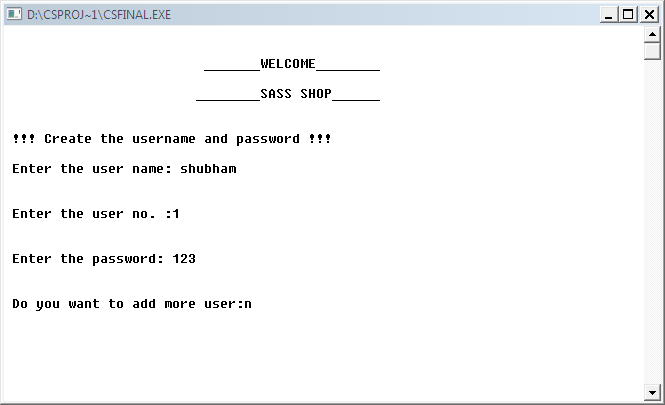 D:\CSPROJ~1\CSFINAL.EXE
_______WELCOME________
________SASS SHOP______
!!! Create the username and password !!!
Enter the user name: shubham
Enter the user no. :1
Enter the password: 123
Do you want to add more user:n